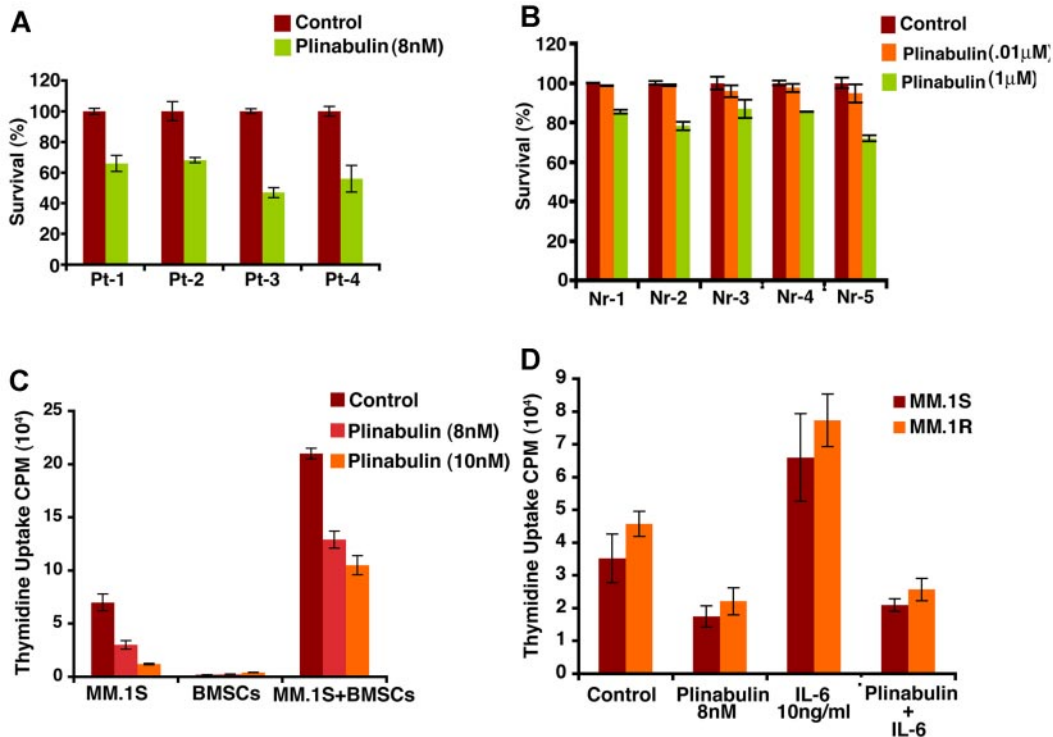 A
Control
Plinabulin (8nM)
Survival (%)
120
100
80
60
40
20
0
Pt-1 Pt-2 Pt-3 Pt-4
B
Control
Plinabulin (.01µM)
Plinabulin (1µM)
Survival (%)
120
100
80
60
40
20
0
Nr-1 Nr-2 Nr-3 Nr-4 Nr-5
C
Control
Plinabulin (8nM)
Plinabulin (10nM)
Thymidine Uptake CPM (10⁴)
25
20
15
10
5
0
MM.1S BMSCs MM.1S+BMSCs
D
MM.1S
MM.1R
Thymidine Uptake CPM (10⁴)
9
8
7
6
5
4
3
2
1
0
Control Plinabulin IL-6 Plinabulin
8nM 10ng/ml +
IL-6